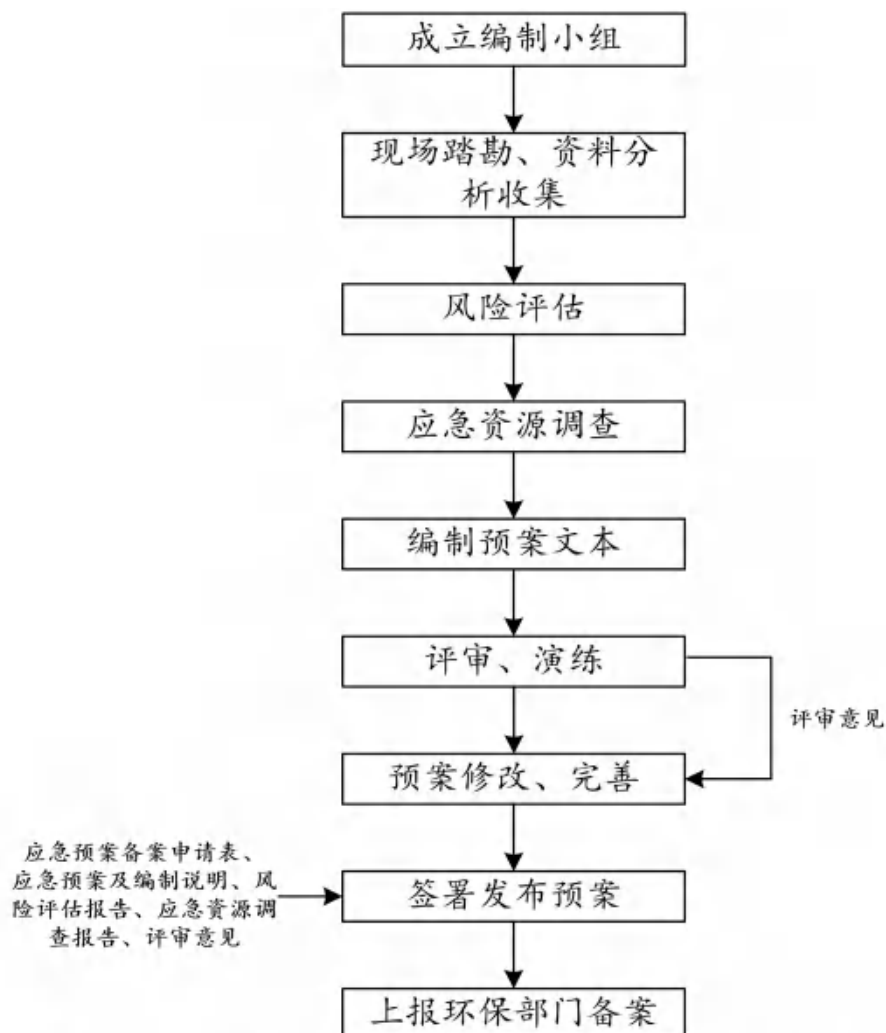 成立编制小组
现场踏勘、资料分
析收集
风险评估
应急资源调查
编制预案文本
评审、演练
评审意见
预案修改、完善
应急预案备案申请表、
应急预案及编制说明、风
险评估报告、应急资源调
查报告、评审意见
签署发布预案
上报环保部门备案